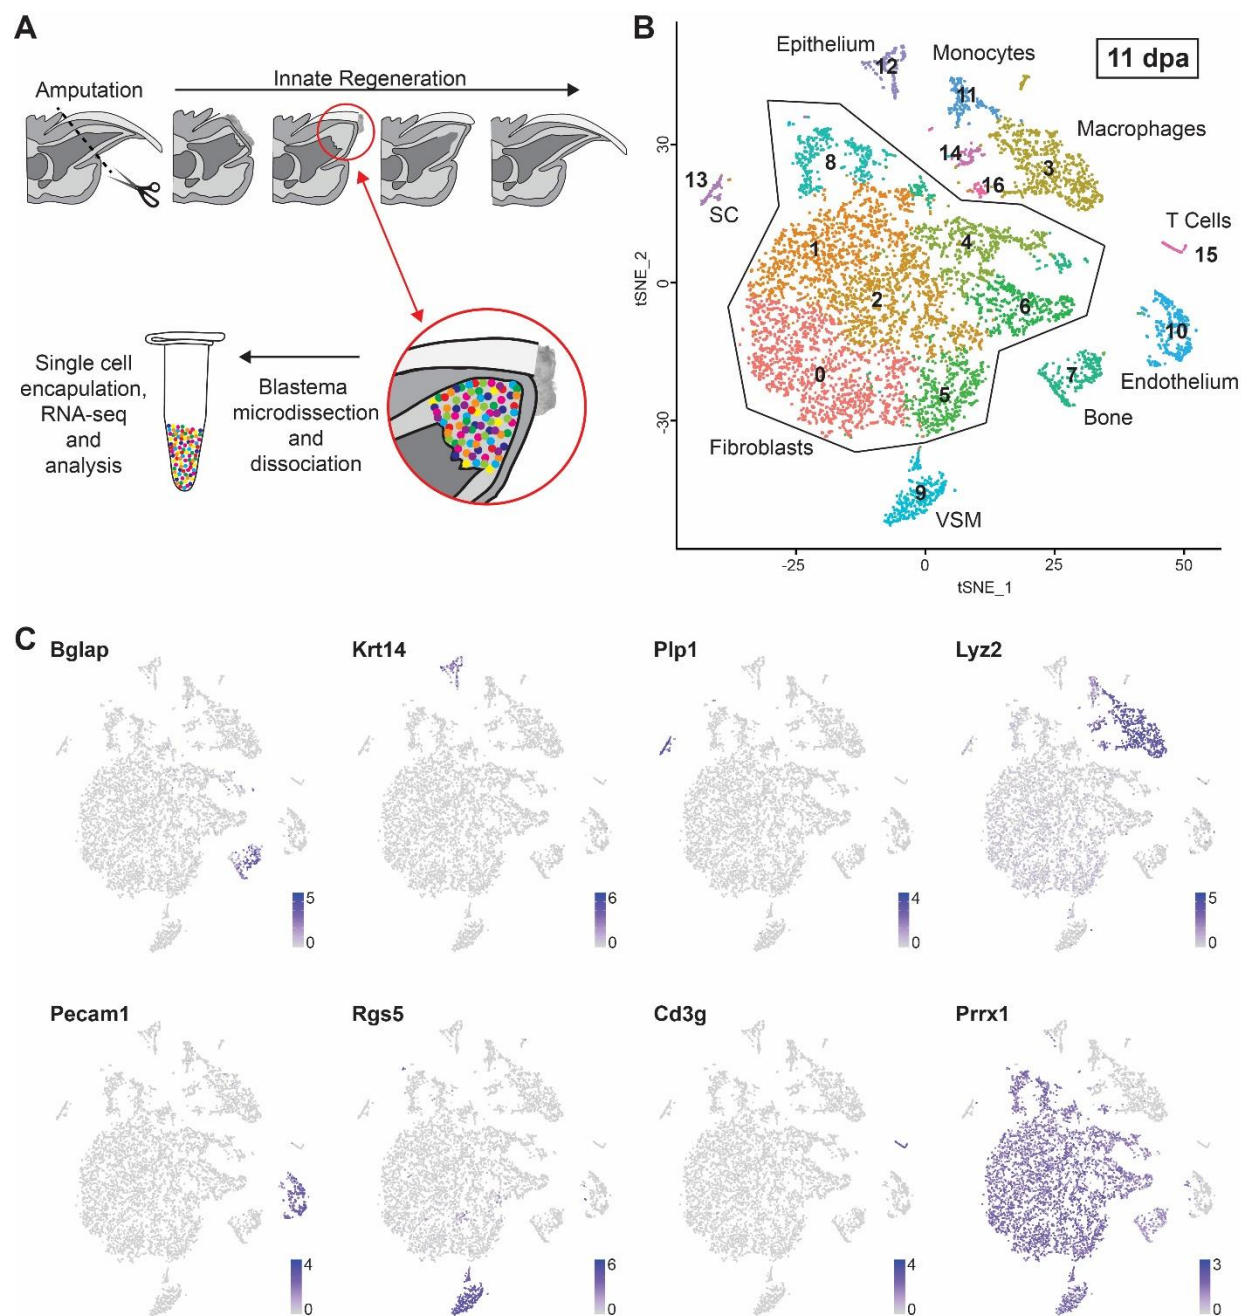 A
Amputation
Innate Regeneration
Single cell
encapulation,
RNA-seq
and
analysis
Blastema
microdissection
and
dissociation
B
11 dpa
Epithelium
12
Monocytes
11
Macrophages
30
8
14
3
13
16
SC
T Cells
15
1
4
tSNE_2
0
2
6
10
7
Endothelium
0
5
Bone
-30
Fibroblasts
9
VSM
-25
0
25
50
tSNE_1
C
Bglap
Krt14
Plp1
Lyz2
5
6
4
5
0
0
0
0
Pecam1
Rgs5
Cd3g
Prrx1
4
6
4
3
0
0
0
0